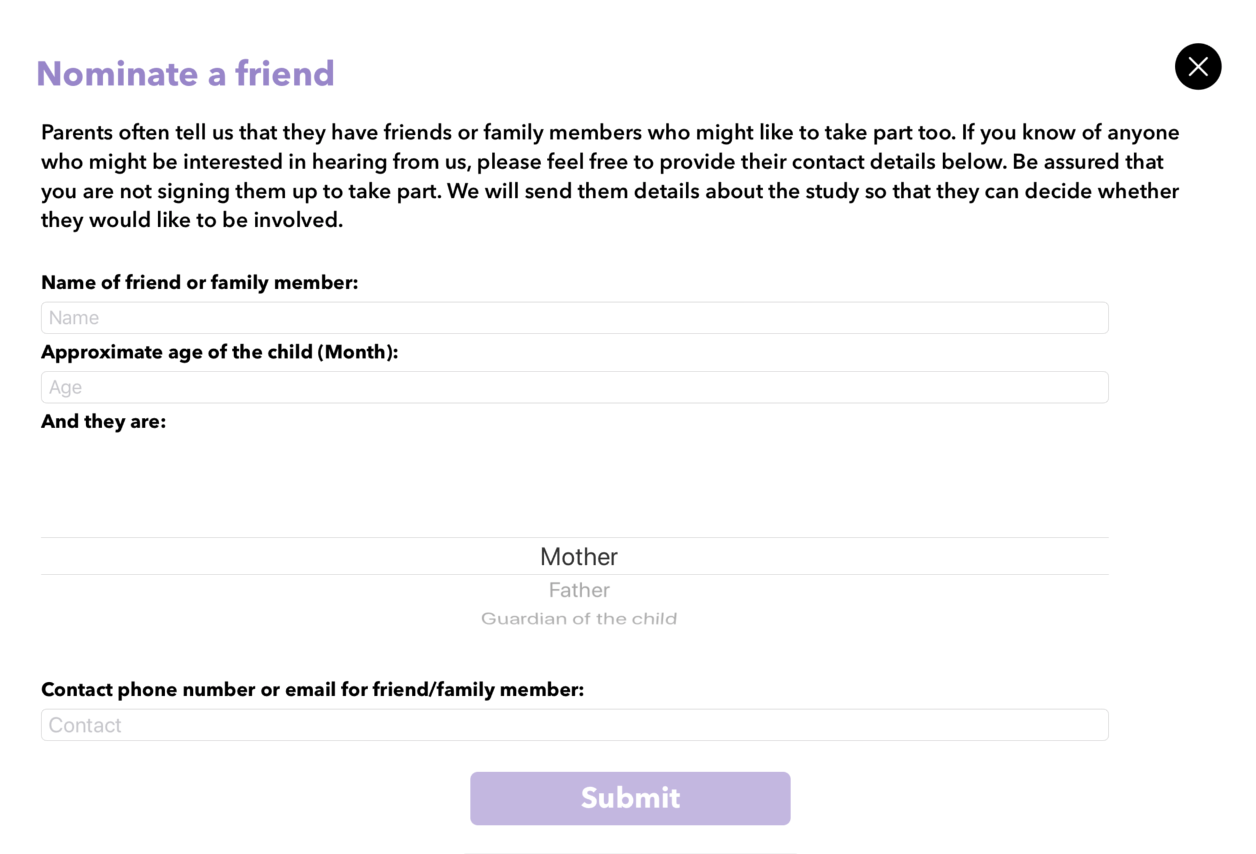 Nominate a friend
Parents often tell us that they have friends or family members who might like to take part too. If you know of anyone
who might be interested in hearing from us, please feel free to provide their contact details below. Be assured that
you are not signing them up to take part. We will send them details about the study so that they can decide whether
they would like to be involved.
Name of friend or family member:
Name
Approximate age of the child (Month):
Age
And they are:
Mother
Father
Guardian of the child
Contact phone number or email for friend/family member:
Contact
Submit